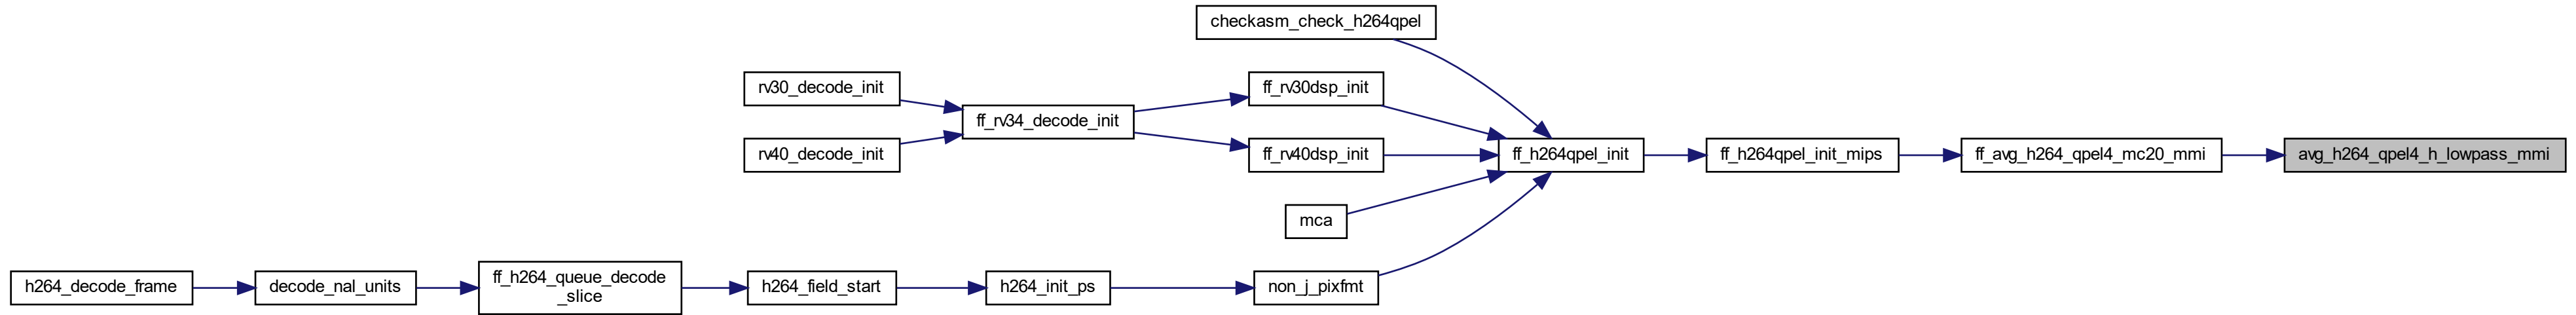 checkasm_check_h264qpel
rv30_decode_init
ff_rv30dsp_init
ff_rv34_decode_init
rv40_decode_init
ff_rv40dsp_init
ff_h264qpel_init
ff_h264qpel_init_mips
ff_avg_h264_qpel4_mc20_mmi
avg_h264_qpel4_h_lowpass_mmi
mca
h264_decode_frame
decode_nal_units
ff_h264_queue_decode
_slice
h264_field_start
h264_init_ps
non_j_pixfmt